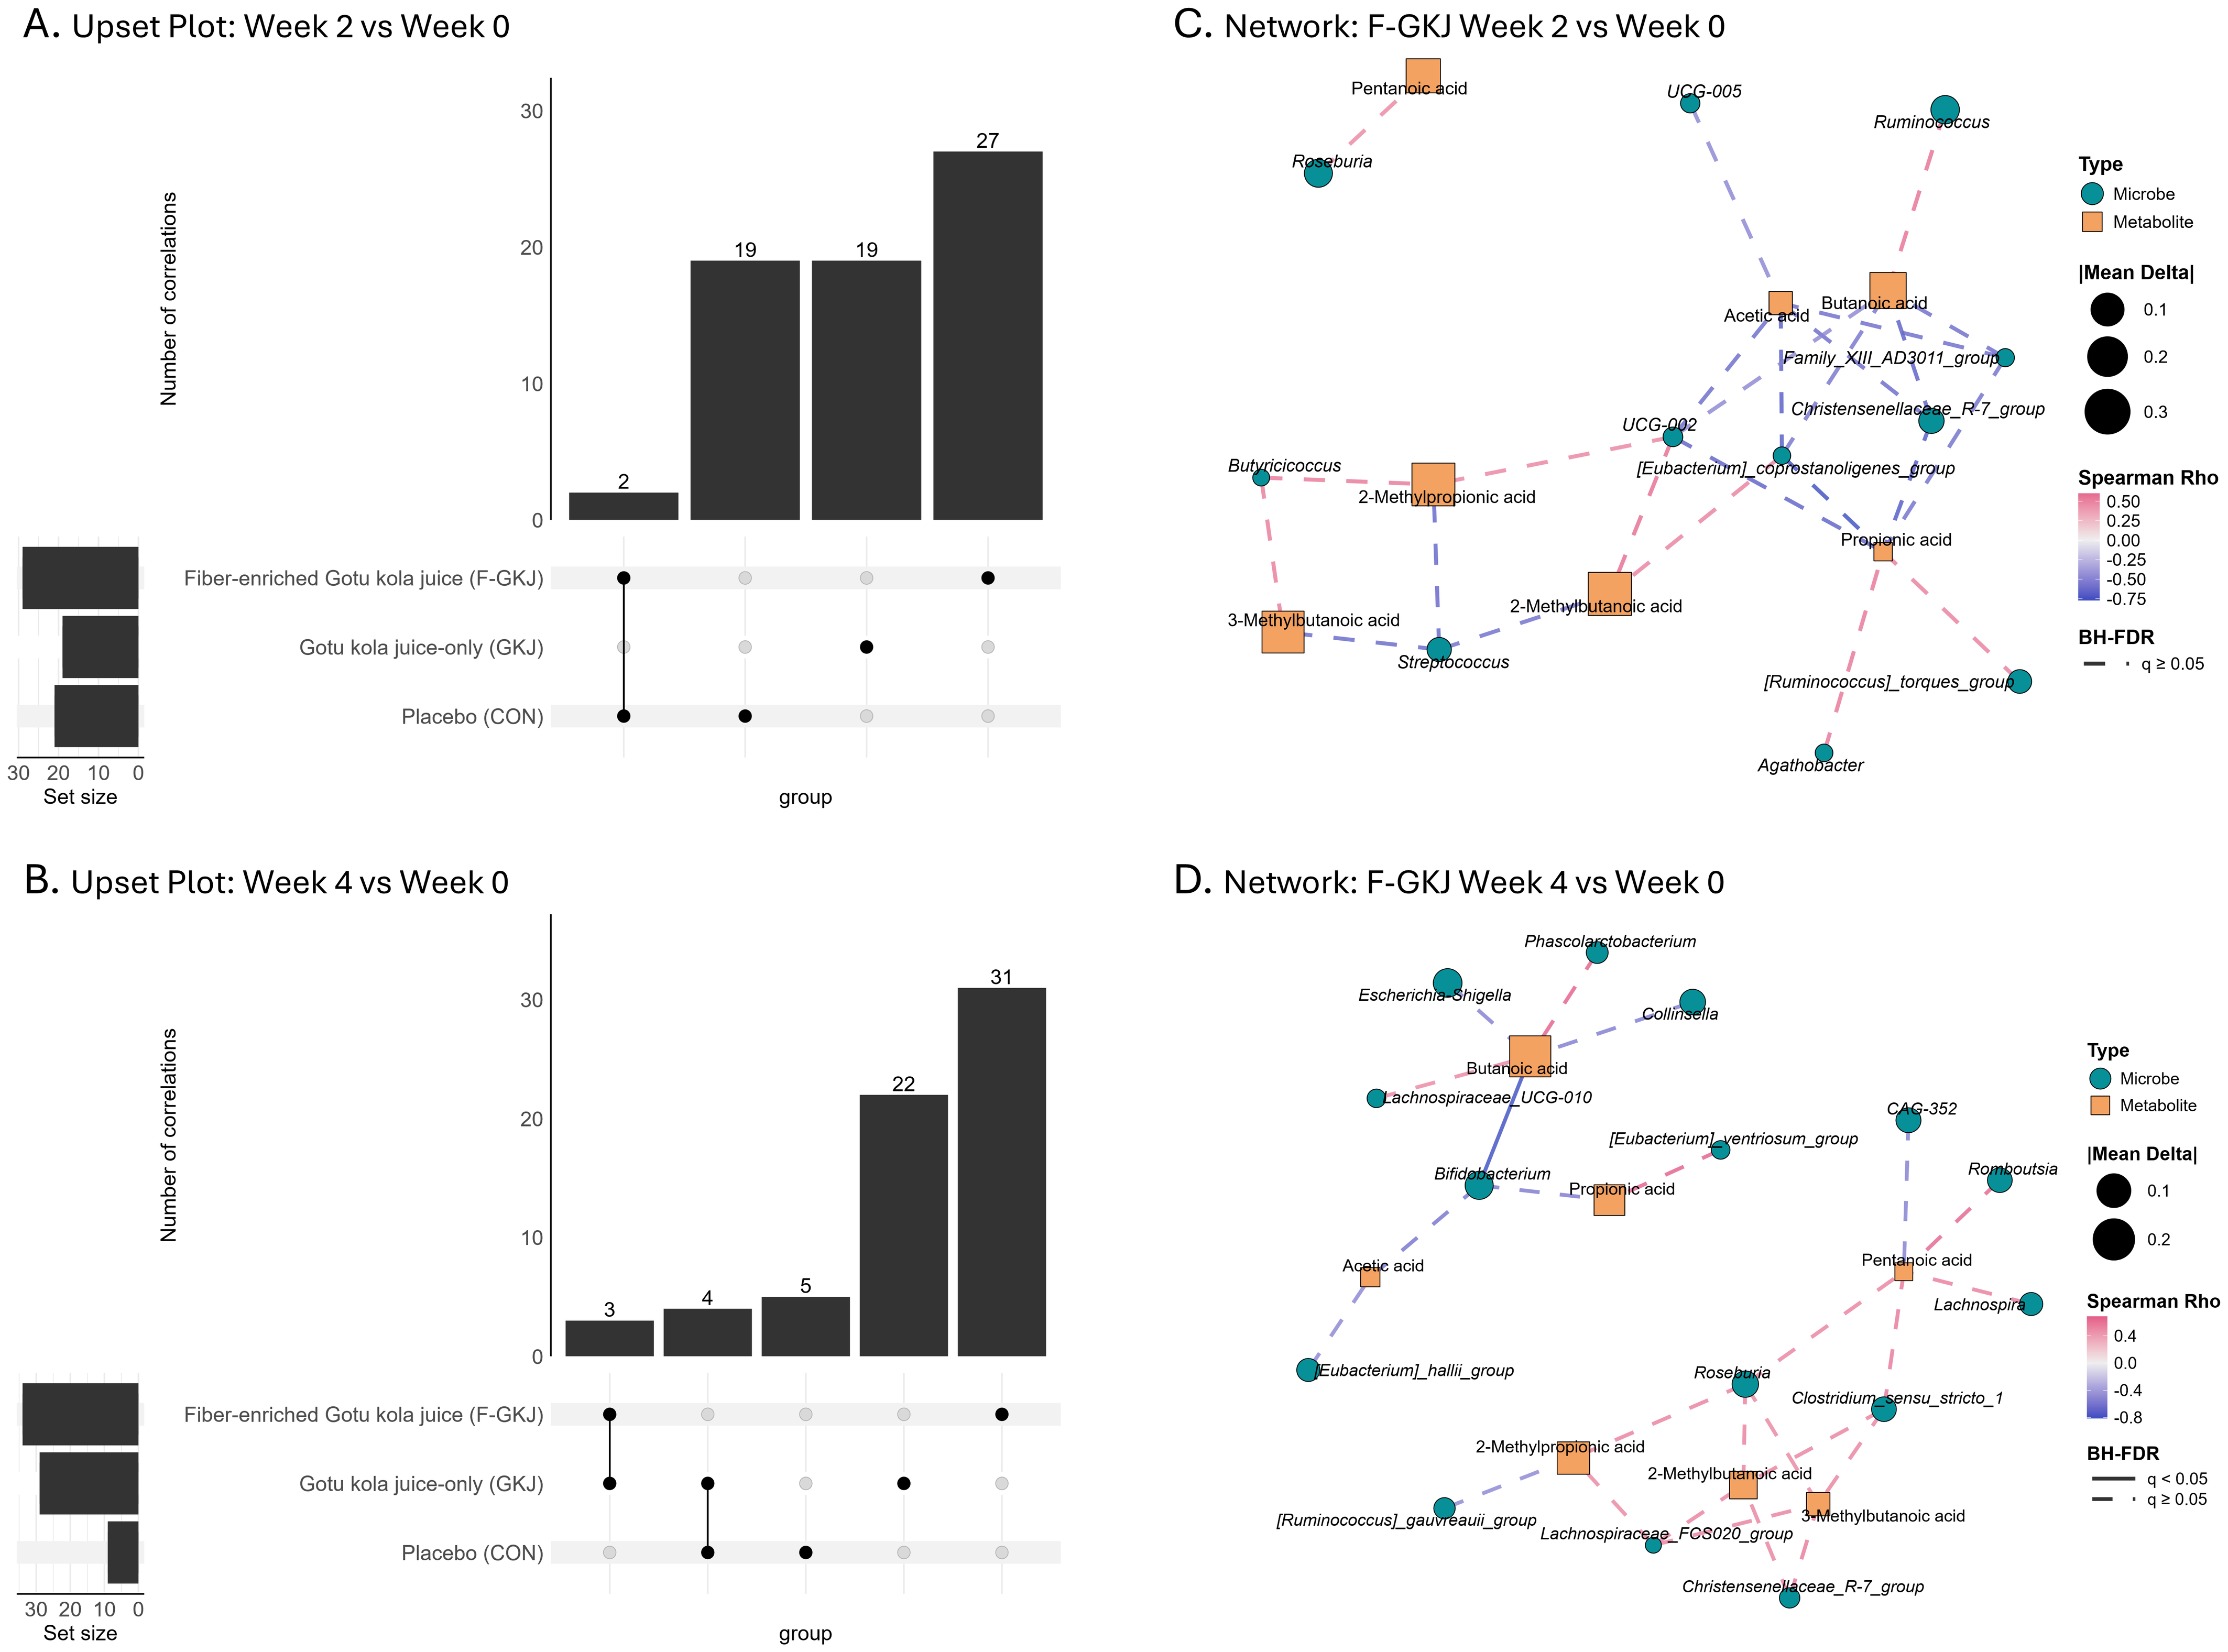 A. Upset Plot: Week 2 vs Week 0
Number of correlations
30
20
10
0
2
19
19
27
Fiber-enriched Gotu kola juice (F-GKJ)
Gotu kola juice-only (GKJ)
Placebo (CON)
30 20 10 0
Set size
group
C. Network: F-GKJ Week 2 vs Week 0
Pentanoic acid
Roseburia
UCG-005
Ruminococcus
Butanoic acid
Acetic acid
Family_XIII_AD3011_group
Christensenellaceae_R-7_group
UCG-002
[Eubacterium]_coprostanoligenes_group
Butyricicoccus
2-Methylpropionic acid
Propionic acid
2-Methylbutanoic acid
3-Methylbutanoic acid
Streptococcus
[Ruminococcus]_torques_group
Agathobacter
Type
Microbe
Metabolite
|Mean Delta|
0.1
0.2
0.3
Spearman Rho
0.50
0.25
0.00
-0.25
-0.50
-0.75
BH-FDR
q ≥ 0.05
B. Upset Plot: Week 4 vs Week 0
Number of correlations
30
20
10
0
3
4
5
22
31
Fiber-enriched Gotu kola juice (F-GKJ)
Gotu kola juice-only (GKJ)
Placebo (CON)
30 20 10 0
Set size
group
D. Network: F-GKJ Week 4 vs Week 0
Phascolarctobacterium
Escherichia-Shigella
Collinsella
Butanoic acid
Lachnospiraceae_UCG-010
[Eubacterium]_ventriosum_group
Bifidobacterium
Propionic acid
Acetic acid
[Eubacterium]_hallii_group
CAG-352
Romboutsia
Pentanoic acid
Lachnospira
Roseburia
Clostridium_sensu_stricto_1
2-Methylpropionic acid
2-Methylbutanoic acid
3-Methylbutanoic acid
[Ruminococcus]_gauvreauii_group
Lachnospiraceae_FCS020_group
Christensenellaceae_R-7_group
Type
Microbe
Metabolite
|Mean Delta|
0.1
0.2
Spearman Rho
0.4
0.0
-0.4
-0.8
BH-FDR
q < 0.05
q ≥ 0.05